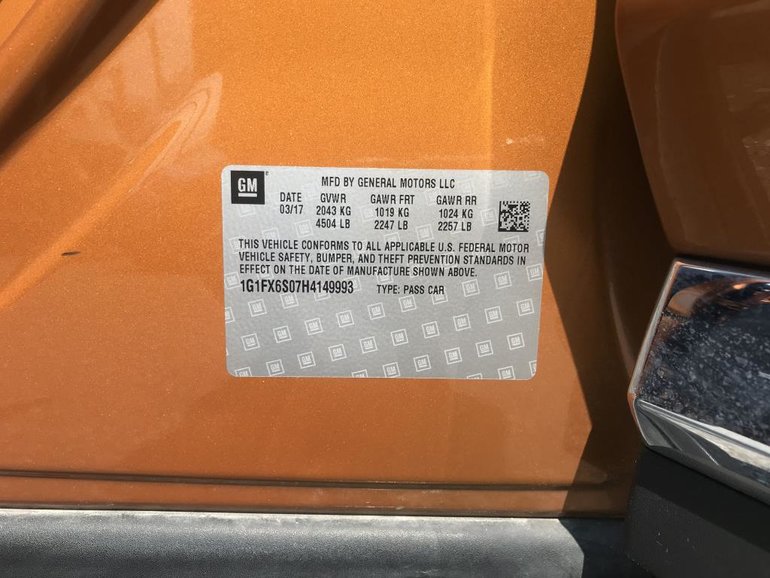 GM
MFD BY GENERAL MOTORS LLC
DATE GVWR GAWR FRT GAWR RR
03/17 2043 KG 1019 KG 1024 KG
4504 LB 2247 LB 2257 LB
THIS VEHICLE CONFORMS TO ALL APPLICABLE U.S. FEDERAL MOTOR
VEHICLE SAFETY, BUMPER, AND THEFT PREVENTION STANDARDS IN
EFFECT ON THE DATE OF MANUFACTURE SHOWN ABOVE.
1G1FX6S07H4149993 TYPE: PASS CAR